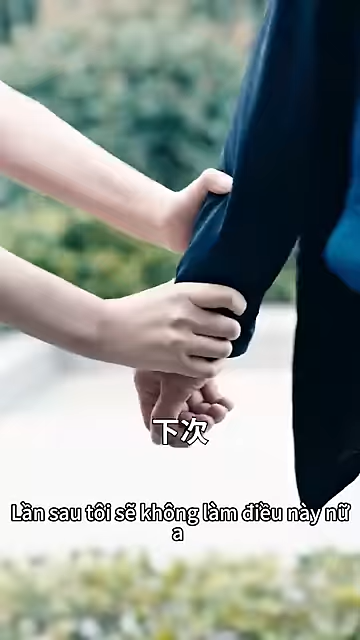 下次
Lần sau tôi sẽ không làm điều này nữ
a